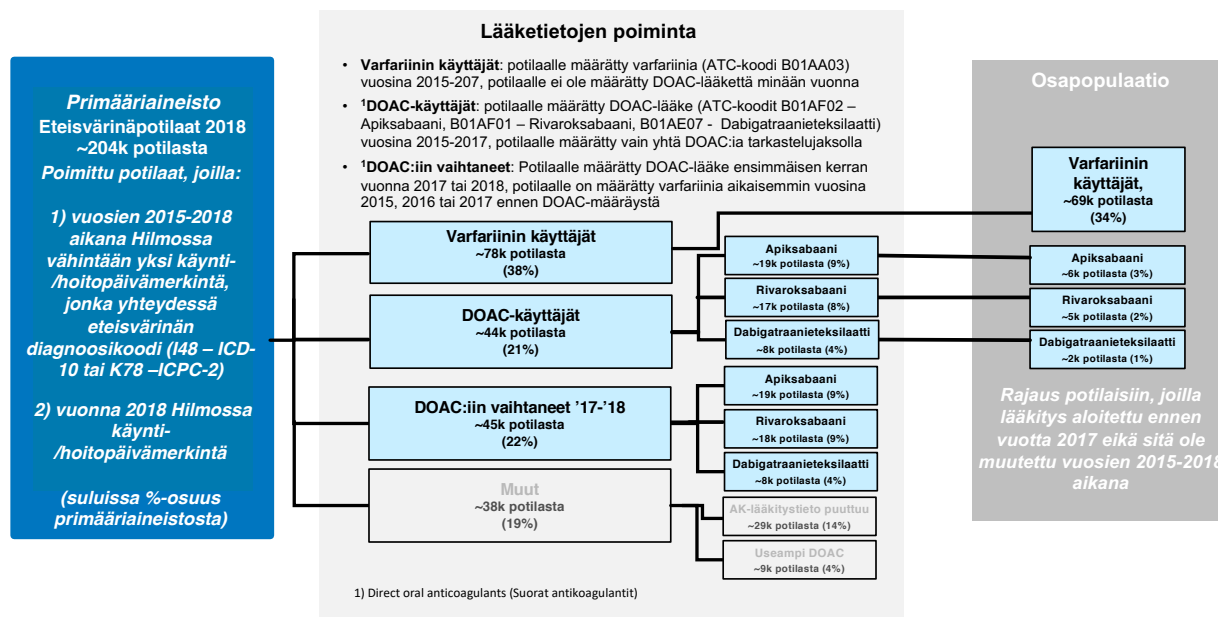 Primääriaineisto
Eteisvärinäpotilaat 2018
~204k potilasta
Poimittu potilaat, joilla:
1) vuosien 2015-2018
aikana Hilmossa
vähintään yksi käynti-
/hoitopäivämerkintä,
jonka yhteydessä
eteisvärinän
diagnoosikoodi (I48 – ICD-
10 tai K78 –ICPC-2)
2) vuonna 2018 Hilmossa
käynti-
/hoitopäivämerkintä
(suluissa %-osuus
primääriaineistosta)
Lääketietojen poiminta
• Varfariinin käyttäjät: potilaalle määrätty varfariinia (ATC-koodi B01AA03)
vuosina 2015-207, potilaalle ei ole määrätty DOAC-lääkettä minään vuonna
• ¹DOAC-käyttäjät: potilaalle määrätty DOAC-lääke (ATC-koodit B01AF02 –
Apiksabaani, B01AF01 – Rivaroksabaani, B01AE07 - Dabigatraanieteksilaatti)
vuosina 2015-2017, potilaalle määrätty vain yhtä DOAC:ia tarkastelujaksolla
• ¹DOAC:iin vaihtaneet: Potilaalle määrätty DOAC-lääke ensimmäisen kerran
vuonna 2017 tai 2018, potilaalle on määrätty varfariinia aikaisemmin vuosina
2015, 2016 tai 2017 ennen DOAC-määräystä
Varfariinin käyttäjät
~78k potilasta
(38%)
DOAC-käyttäjät
~44k potilasta
(21%)
DOAC:iin vaihtaneet ’17-’18
~45k potilasta
(22%)
Muut
~38k potilasta
(19%)
Apiksabaani
~19k potilasta (9%)
Rivaroksabaani
~17k potilasta (8%)
Dabigatraanieteksilaatti
~8k potilasta (4%)
Apiksabaani
~19k potilasta (9%)
Rivaroksabaani
~18k potilasta (9%)
Dabigatraanieteksilaatti
~8k potilasta (4%)
AK-lääkitystieto puuttuu
~29k potilasta (14%)
Useampi DOAC
~9k potilasta (4%)
1) Direct oral anticoagulants (Suorat antikoagulantit)
Osapopulaatio
Varfariinin
käyttäjät,
~69k potilasta
(34%)
Apiksabaani
~6k potilasta (3%)
Rivaroksabaani
~5k potilasta (2%)
Dabigatraanieteksilaatti
~2k potilasta (1%)
Rajaus potilaisiin, joilla
lääkitys aloitettu ennen
vuotta 2017 eikä sitä ole
muutettu vuosien 2015-2018
aikana